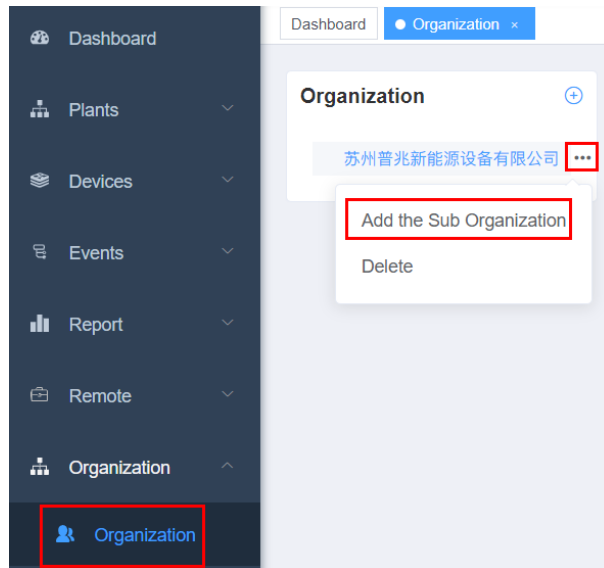 Dashboard
Plants
Devices
Events
Report
Remote
Organization
Organization
Dashboard
Organization ×
Organization
苏州普兆新能源设备有限公司 •••
Add the Sub Organization
Delete